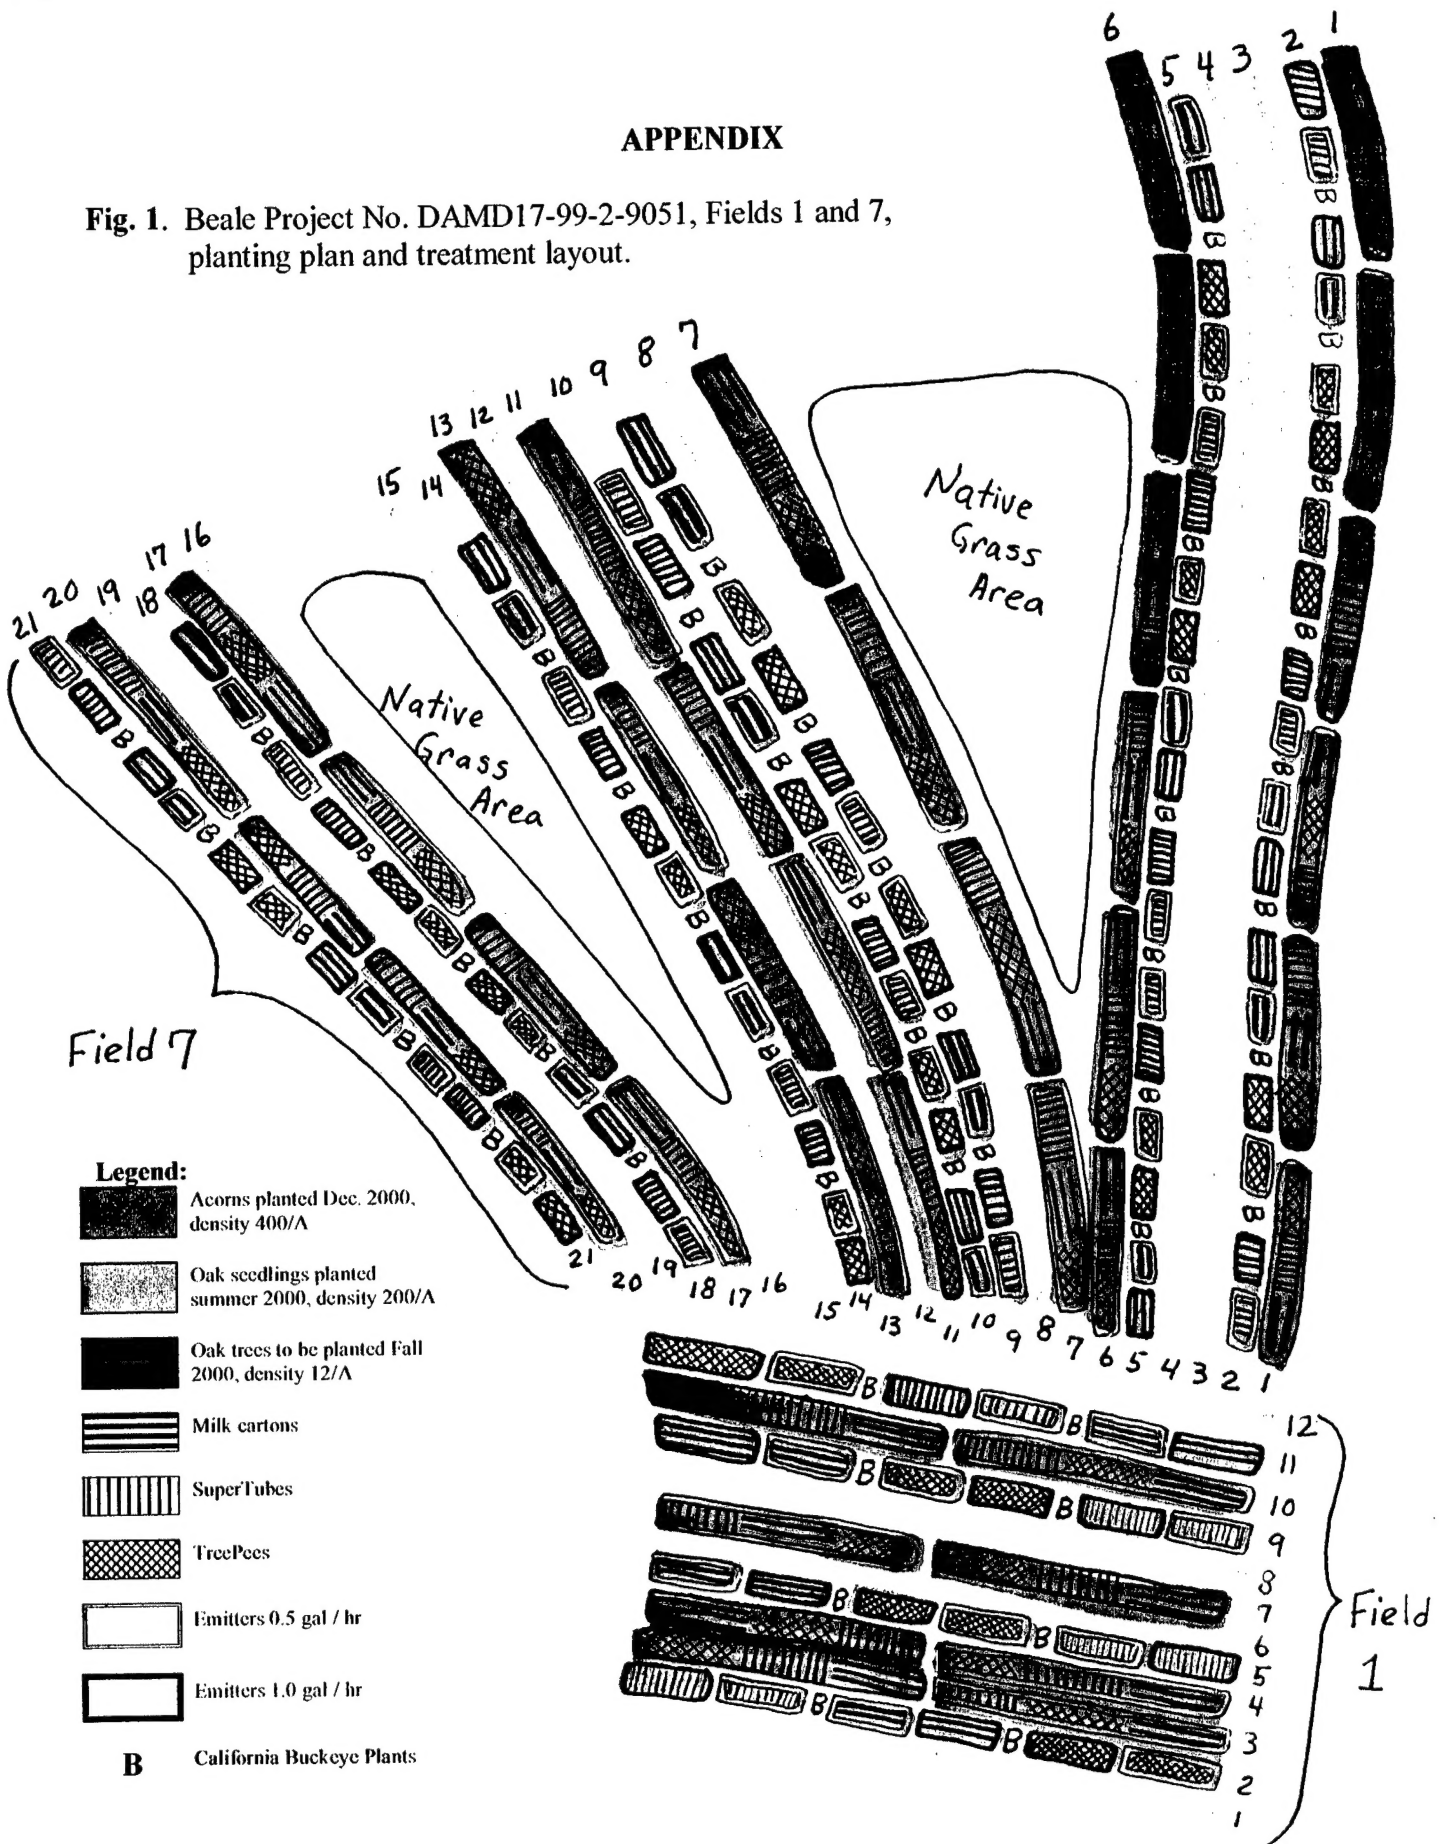 APPENDIX
Fig. 1. Beale Project No. DAMD17-99-2-9051, Fields 1 and 7,
planting plan and treatment layout.
6
5
4
3
2
1
7
8
9
10
11
12
13
14
15
16
17
18
19
20
21
Native
Grass
Area
Native
Grass
Area
Field 7
B B B B B B B B B B
B B B B B B B B B B
21 20 19 18 17 16 15 14 13 12 11 10 9 8 7 6 5 4 3 2 1
Legend:
Acorns planted Dec. 2000,
density 400/A
Oak seedlings planted
summer 2000, density 200/A
Oak trees to be planted Fall
2000, density 12/A
Milk cartons
SuperTubes
TreePees
Emitters 0.5 gal / hr
Emitters 1.0 gal / hr
B California Buckeye Plants
B B
12
11
B B
10
9
8
7
B B
6
5
4
3
B B
2
1
Field
1